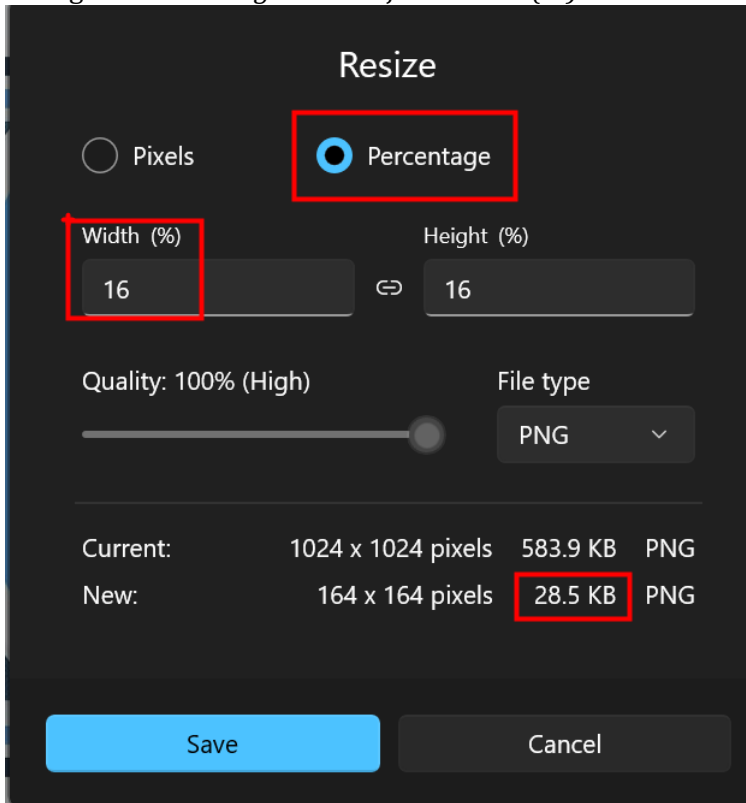 Resize
Pixels Percentage
Width (%) Height (%)
16 16
Quality: 100% (High) File type
PNG
Current: 1024 x 1024 pixels 583.9 KB PNG
New: 164 x 164 pixels 28.5 KB PNG
Save Cancel